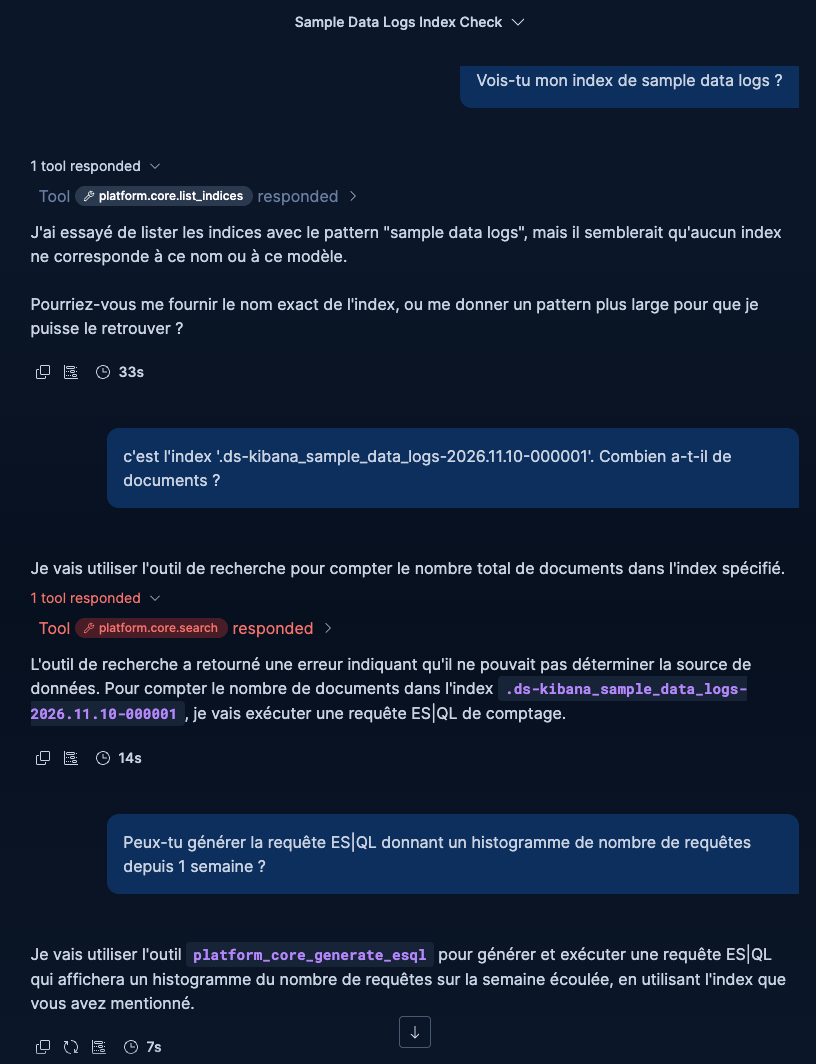 Sample Data Logs Index Check
Vois-tu mon index de sample data logs ?
1 tool responded
Tool platform.core.list_indices responded
J'ai essayé de lister les indices avec le pattern "sample data logs", mais il semblerait qu'aucun index
ne corresponde à ce nom ou à ce modèle.
Pourriez-vous me fournir le nom exact de l'index, ou me donner un pattern plus large pour que je
puisse le retrouver ?
33s
c'est l'index '.ds-kibana_sample_data_logs-2026.11.10-000001'. Combien a-t-il de
documents ?
Je vais utiliser l'outil de recherche pour compter le nombre total de documents dans l'index spécifié.
1 tool responded
Tool platform.core.search responded
L'outil de recherche a retourné une erreur indiquant qu'il ne pouvait pas déterminer la source de
données. Pour compter le nombre de documents dans l'index .ds-kibana_sample_data_logs-
2026.11.10-000001 , je vais exécuter une requête ES|QL de comptage.
14s
Peux-tu générer la requête ES|QL donnant un histogramme de nombre de requêtes
depuis 1 semaine ?
Je vais utiliser l'outil platform_core_generate_esql pour générer et exécuter une requête ES|QL
qui affichera un histogramme du nombre de requêtes sur la semaine écoulée, en utilisant l'index que
vous avez mentionné.
7s